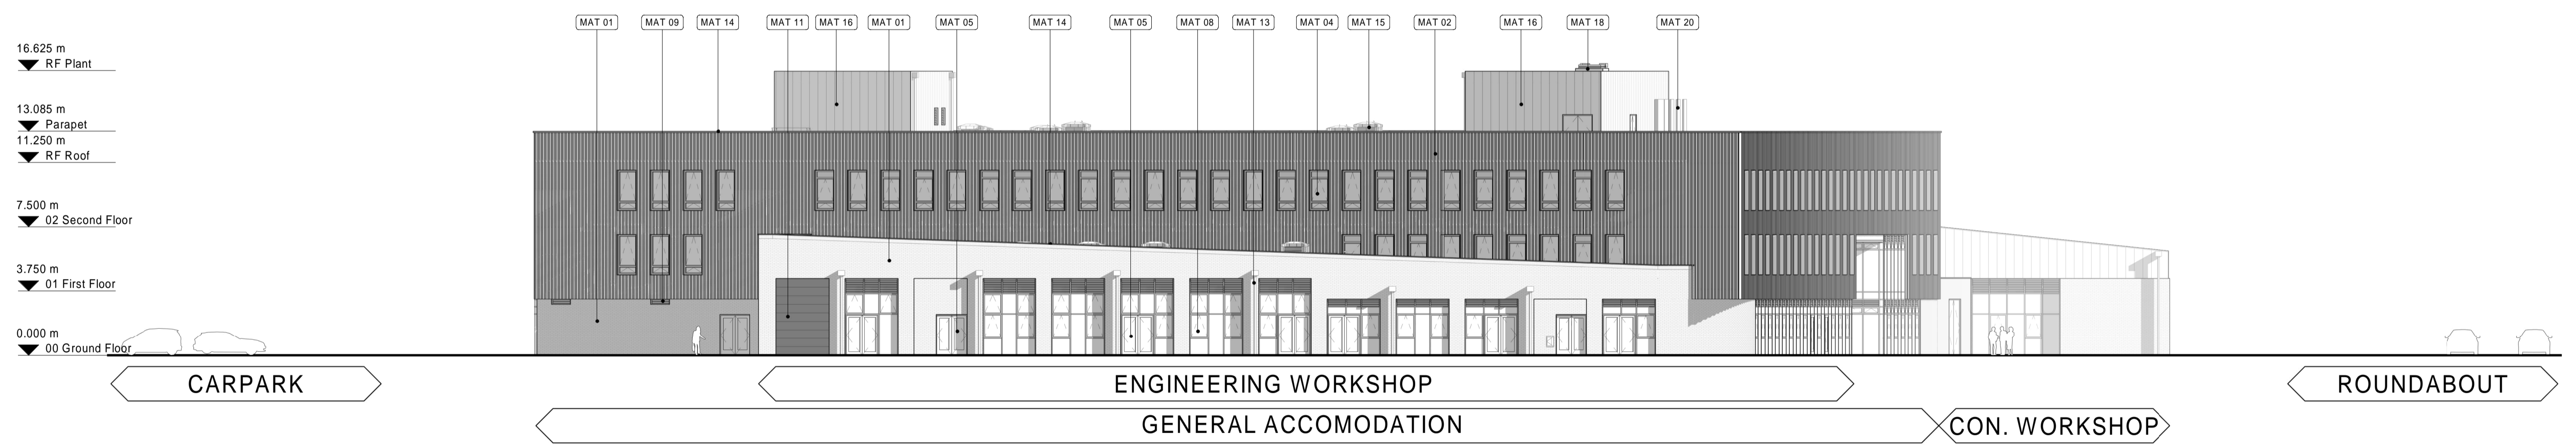 MAT 01 MAT 09 MAT 14 MAT 11 MAT 16 MAT 01 MAT 05 MAT 14 MAT 05 MAT 08 MAT 13 MAT 04 MAT 15 MAT 02 MAT 16 MAT 18 MAT 20
16.625 m
RF Plant
13.085 m
Parapet
11.250 m
RF Roof
7.500 m
02 Second Floor
3.750 m
01 First Floor
0.000 m
00 Ground Floor
CARPARK ENGINEERING WORKSHOP ROUNDABOUT
GENERAL ACCOMODATION CON. WORKSHOP